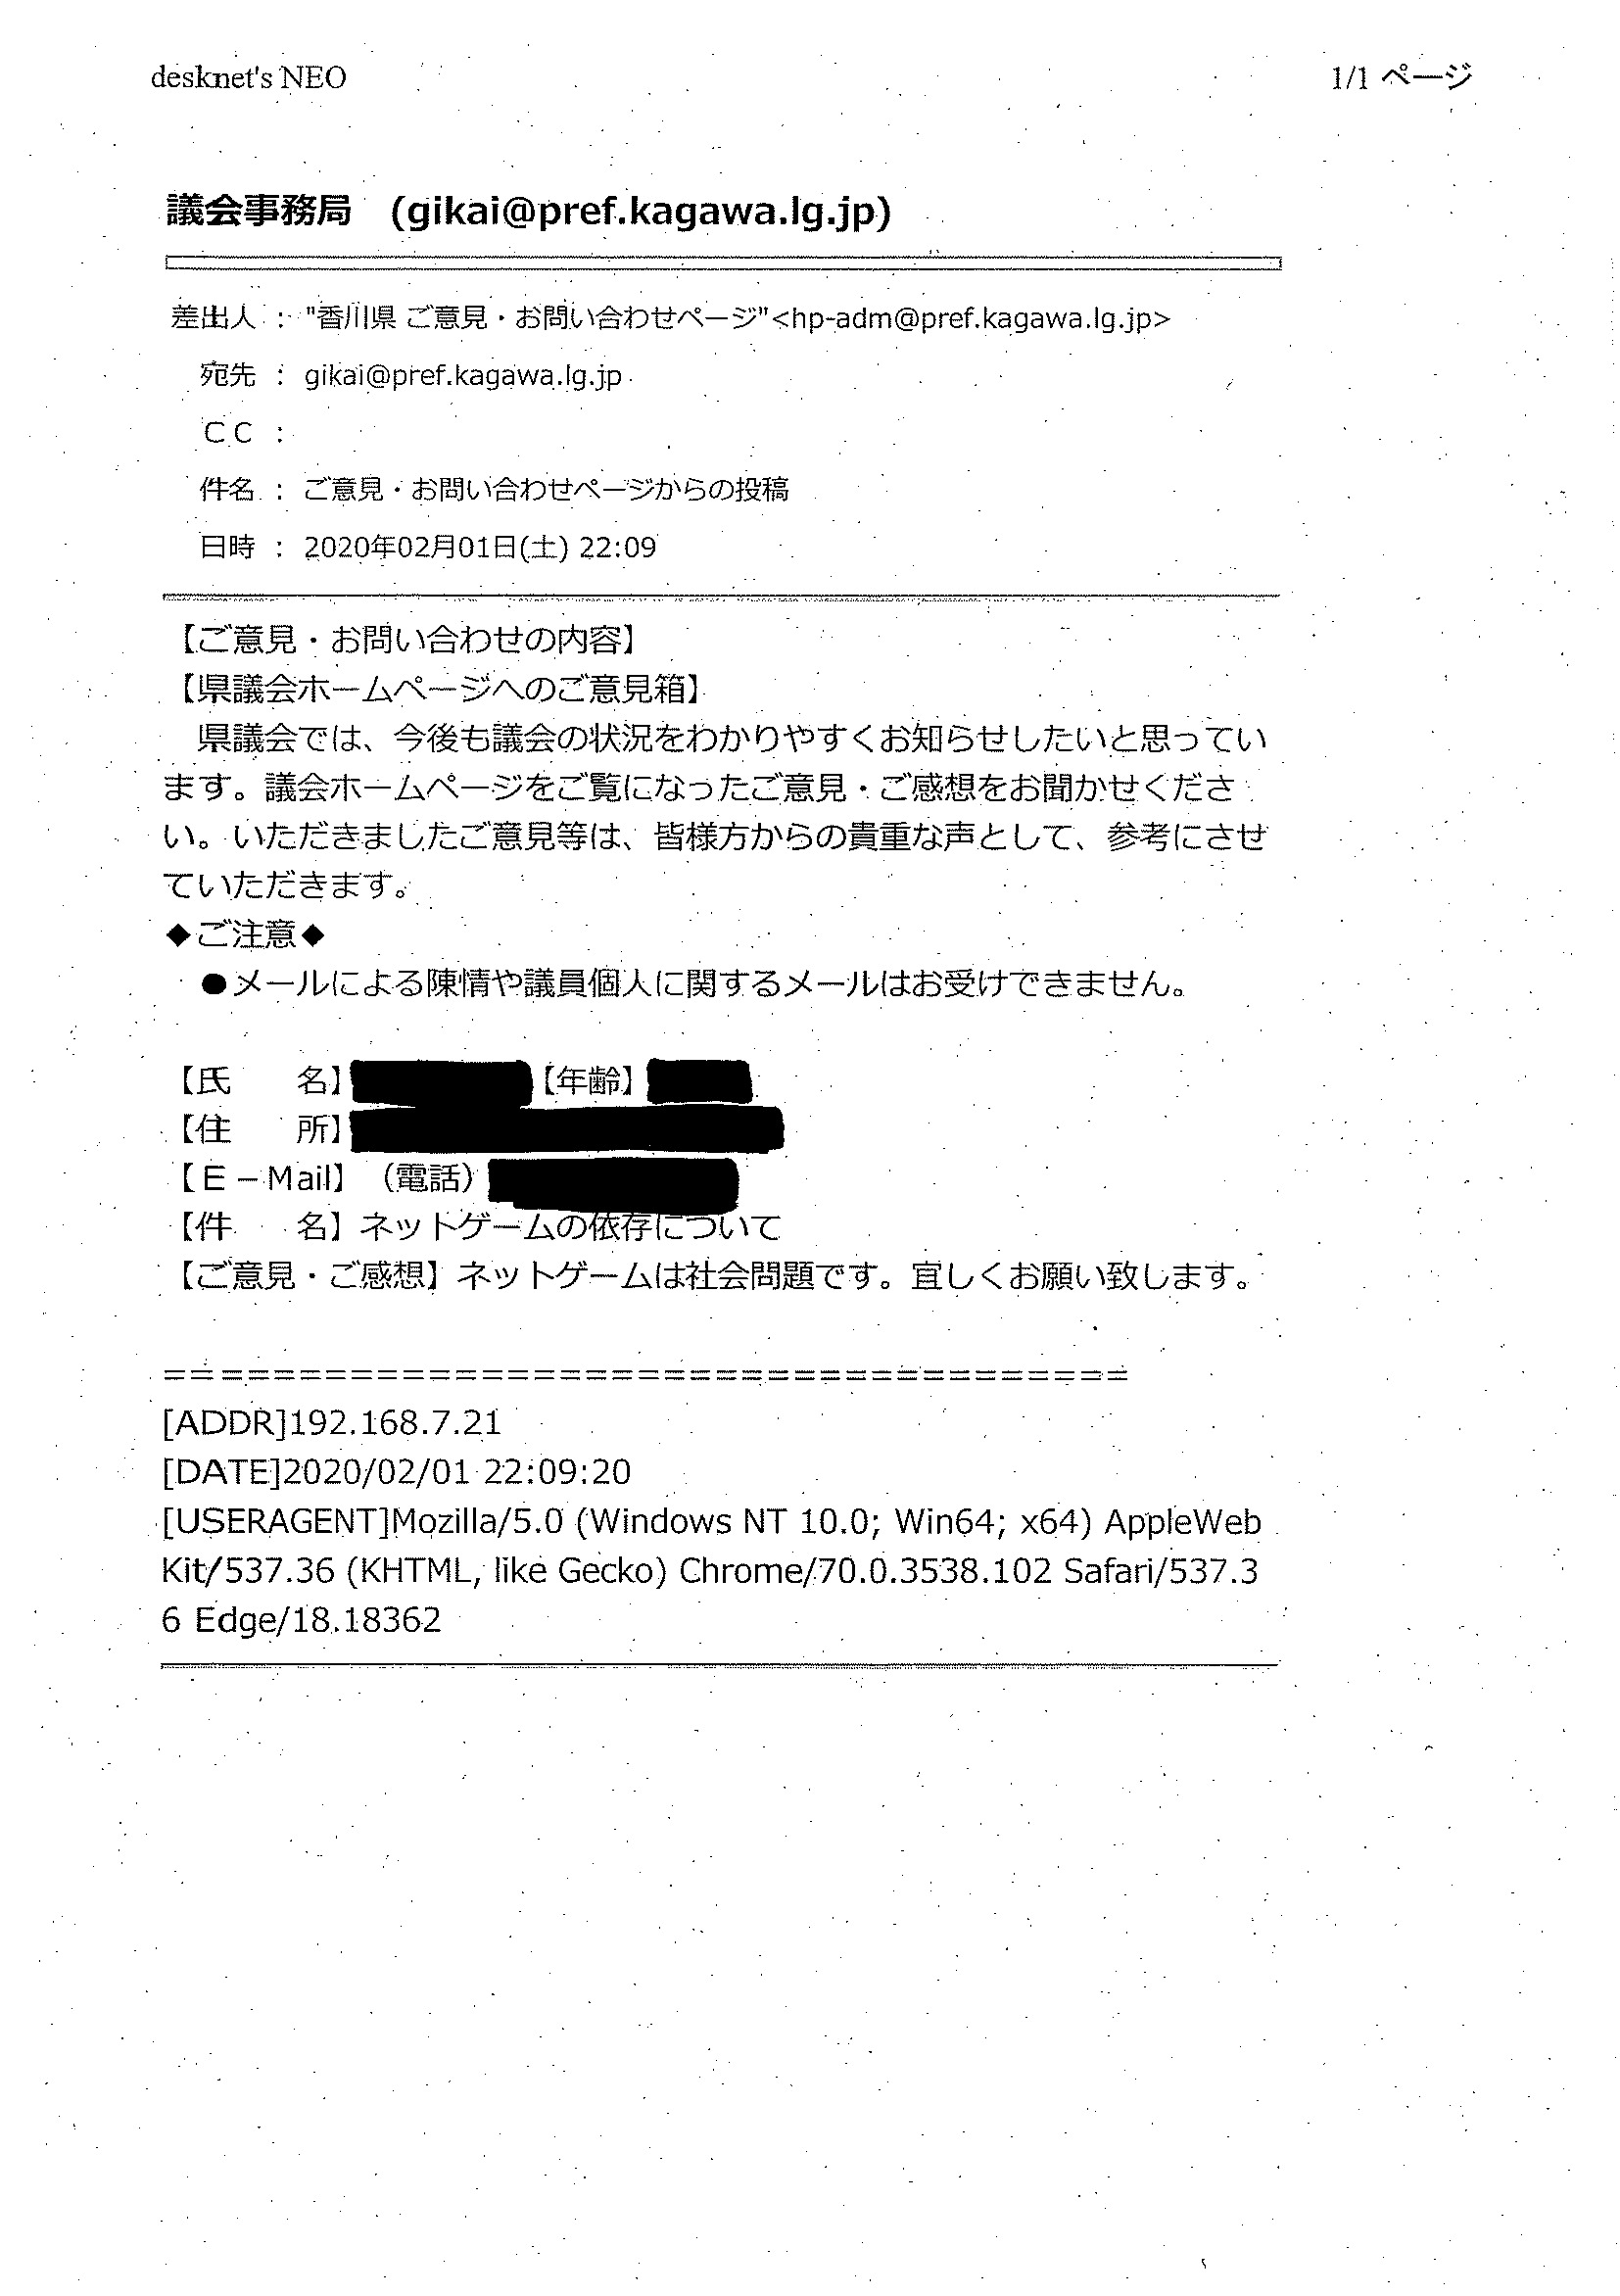 desknet's NEO
1/1 ページ
議会事務局 (gikai@pref.kagawa.lg.jp)
差出人 : "香川県 ご意見・お問い合わせページ"<hp-adm@pref.kagawa.lg.jp>
宛先 : gikai@pref.kagawa.lg.jp
ＣＣ :
件名 : ご意見・お問い合わせページからの投稿
日時 : 2020年02月01日(土) 22:09
【ご意見・お問い合わせの内容】
【県議会ホームページへのご意見箱】
　県議会では、今後も議会の状況をわかりやすくお知らせしたいと思ってい
ます。議会ホームページをご覧になったご意見・ご感想をお聞かせくださ
い。いただきましたご意見等は、皆様方からの貴重な声として、参考にさせ
ていただきます。
◆ご注意◆
　●メールによる陳情や議員個人に関するメールはお受けできません。
【氏　　名】　　　　　【年齢】
【住　　所】
【Ｅ－Mail】（電話）
【件　　名】ネットゲームの依存について
【ご意見・ご感想】ネットゲームは社会問題です。宜しくお願い致します。
======================================
[ADDR]192.168.7.21
[DATE]2020/02/01 22:09:20
[USERAGENT]Mozilla/5.0 (Windows NT 10.0; Win64; x64) AppleWeb
Kit/537.36 (KHTML, like Gecko) Chrome/70.0.3538.102 Safari/537.3
6 Edge/18.18362